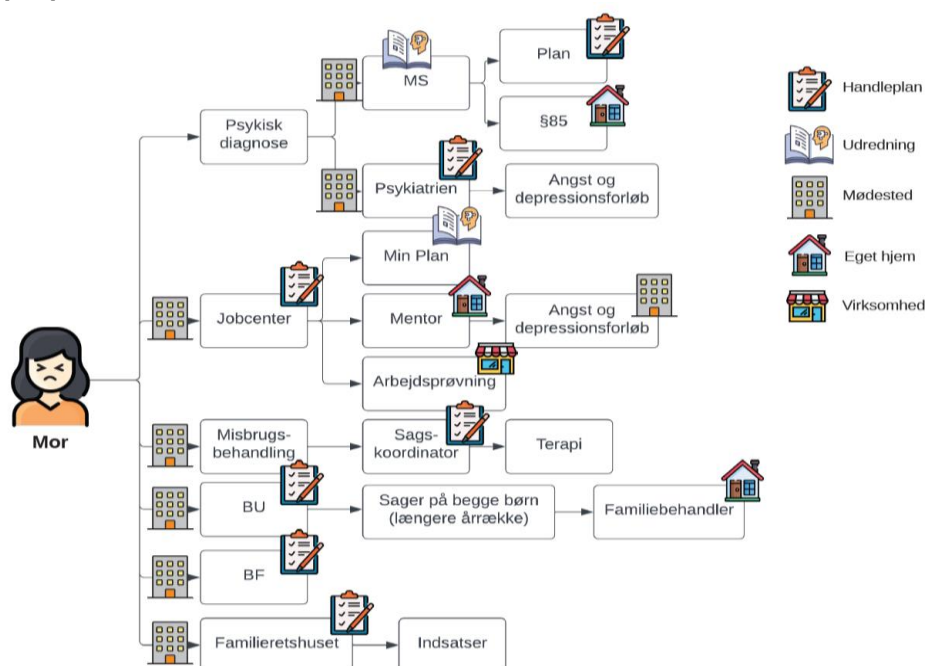 MS
Plan
§85
Psykisk
diagnose
Psykiatrien
Angst og
depressionsforløb
Min Plan
Jobcenter
Mentor
Angst og
depressionsforløb
Arbejdsprøvning
Mor
Misbrugs-
behandling
Sags-
koordinator
Terapi
BU
Sager på begge børn
(længere årrække)
Familiebehandler
BF
Familieretshuset
Indsatser
Handleplan
Udredning
Mødested
Eget hjem
Virksomhed